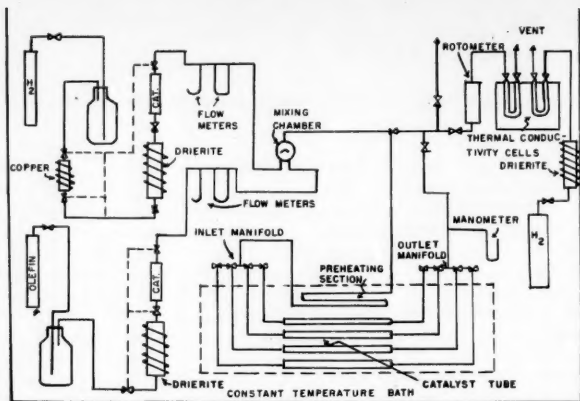 H2
COPPER
CAT.
DRIERITE
FLOW
METERS
MIXING
CHAMBER
ROTOMETER
VENT
THERMAL CONDUC-
TIVITY CELLS
DRIERITE
H2
MANOMETER
FLOW METERS
INLET MANIFOLD
OUTLET
MANIFOLD
PREHEATING
SECTION
OLEFIN
CAT.
DRIERITE
CATALYST TUBE
CONSTANT TEMPERATURE BATH